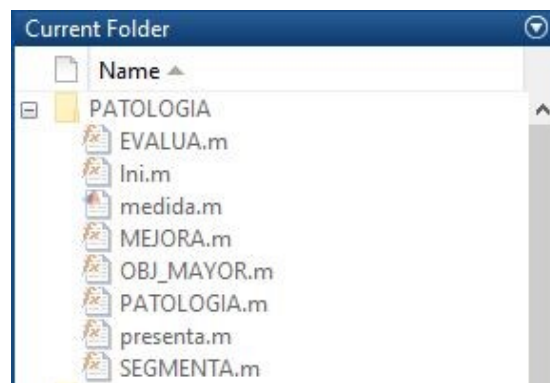 Current Folder
Name
PATOLOGIA
EVALUA.m
Ini.m
medida.m
MEJORA.m
OBJ_MAYOR.m
PATOLOGIA.m
presenta.m
SEGMENTA.m